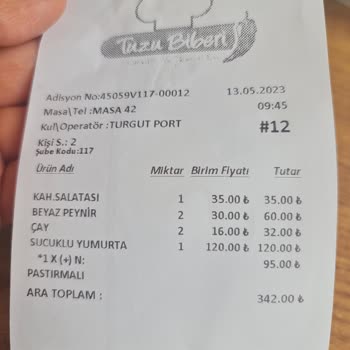 Tuzu Biberi
Adisyon No:45059V117-00012 13.05.2023
Masa\Tel :MASA 42 09:45
Kul\Operatör :TURGUT PORT #12
Kişi S.: 2
Şube Kodu:117
Ürün Adı Miktar Birim Fiyatı Tutar
KAH.SALATASI 1 35.00 ₺ 35.00 ₺
BEYAZ PEYNİR 2 30.00 ₺ 60.00 ₺
ÇAY 2 16.00 ₺ 32.00 ₺
SUCUKLU YUMURTA 1 120.00 ₺ 120.00 ₺
*1 X (+) N: 95.00 ₺
PASTIRMALI
ARA TOPLAM : 342.00 ₺